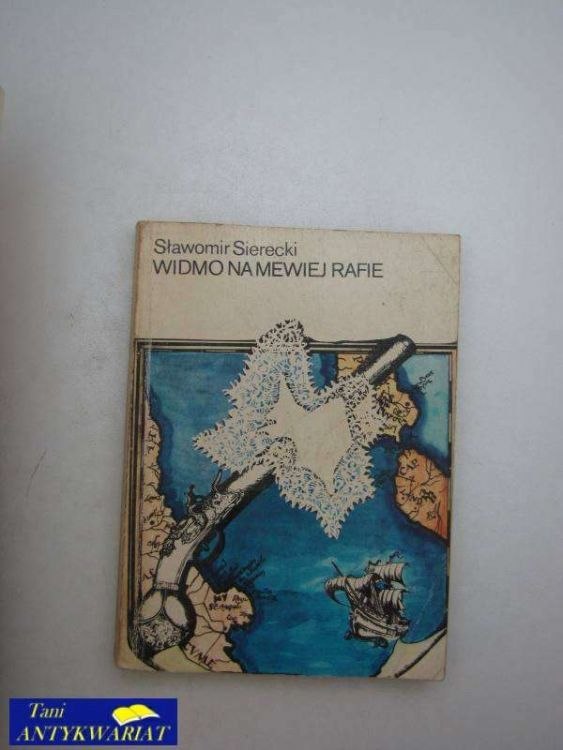 Sławomir Sierecki
WIDMO NA MEWIEJ RAFIE
Tani
ANTYKWARIAT